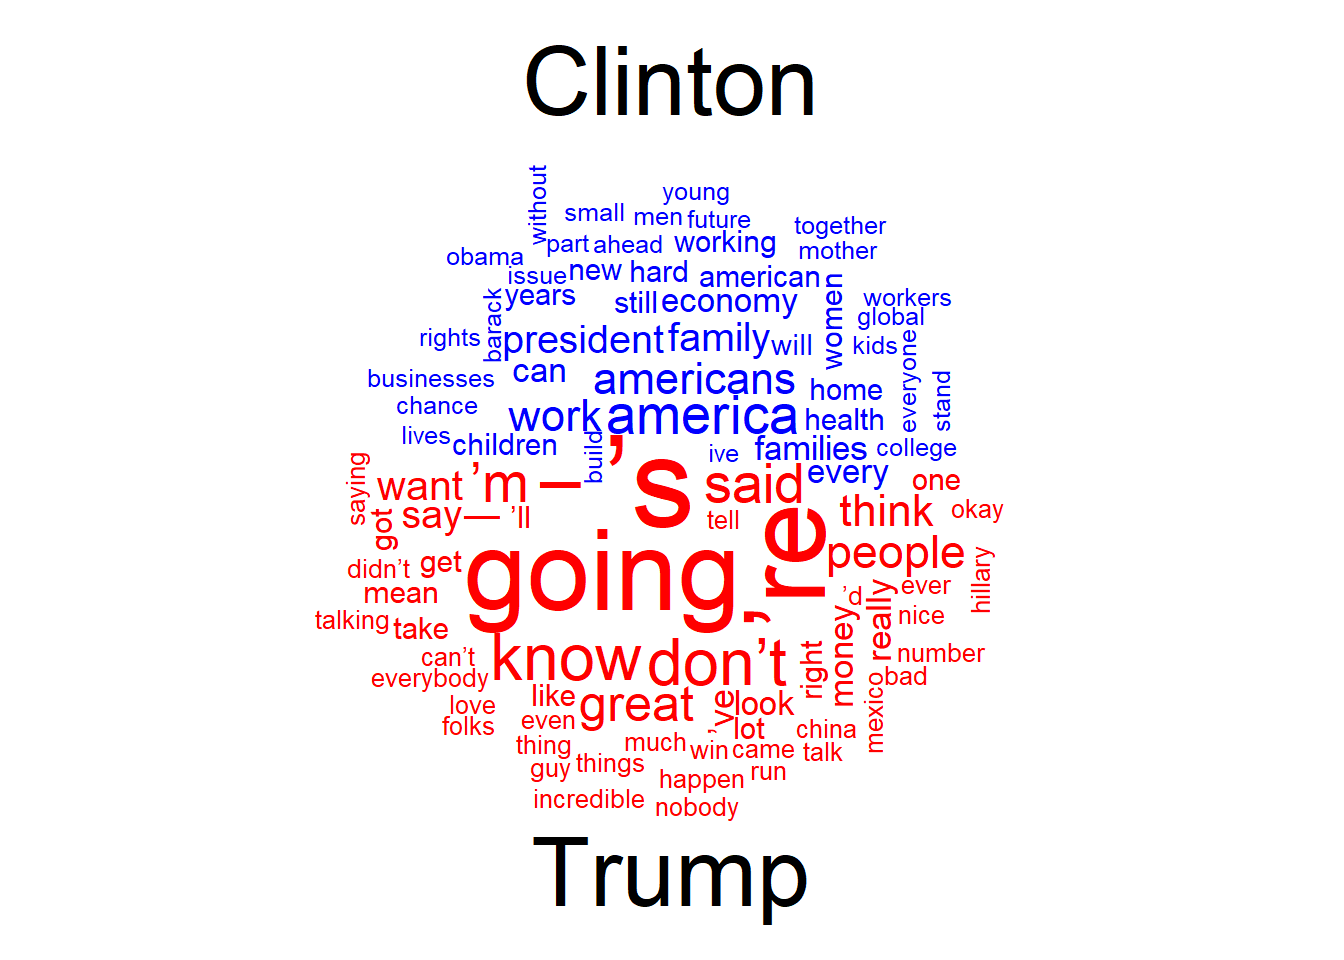 Clinton
without
young
small men future
together
part ahead working
mother
obama
issue new hard american
barack
years still economy women workers
global
rights president family will kids
everyone
businesses can americans home stand
chance work america health
lives children build ive families college
saying want ’m – ’s said every one
got say — ’ll tell ’re think okay
didn’t get going people hillary
mean ’d really ever
talking take money nice
can’t know don’t right number
everybody mexico bad
love like great ’ve look
folks even lot china
thing much win came talk
guy things happen run
incredible nobody
Trump